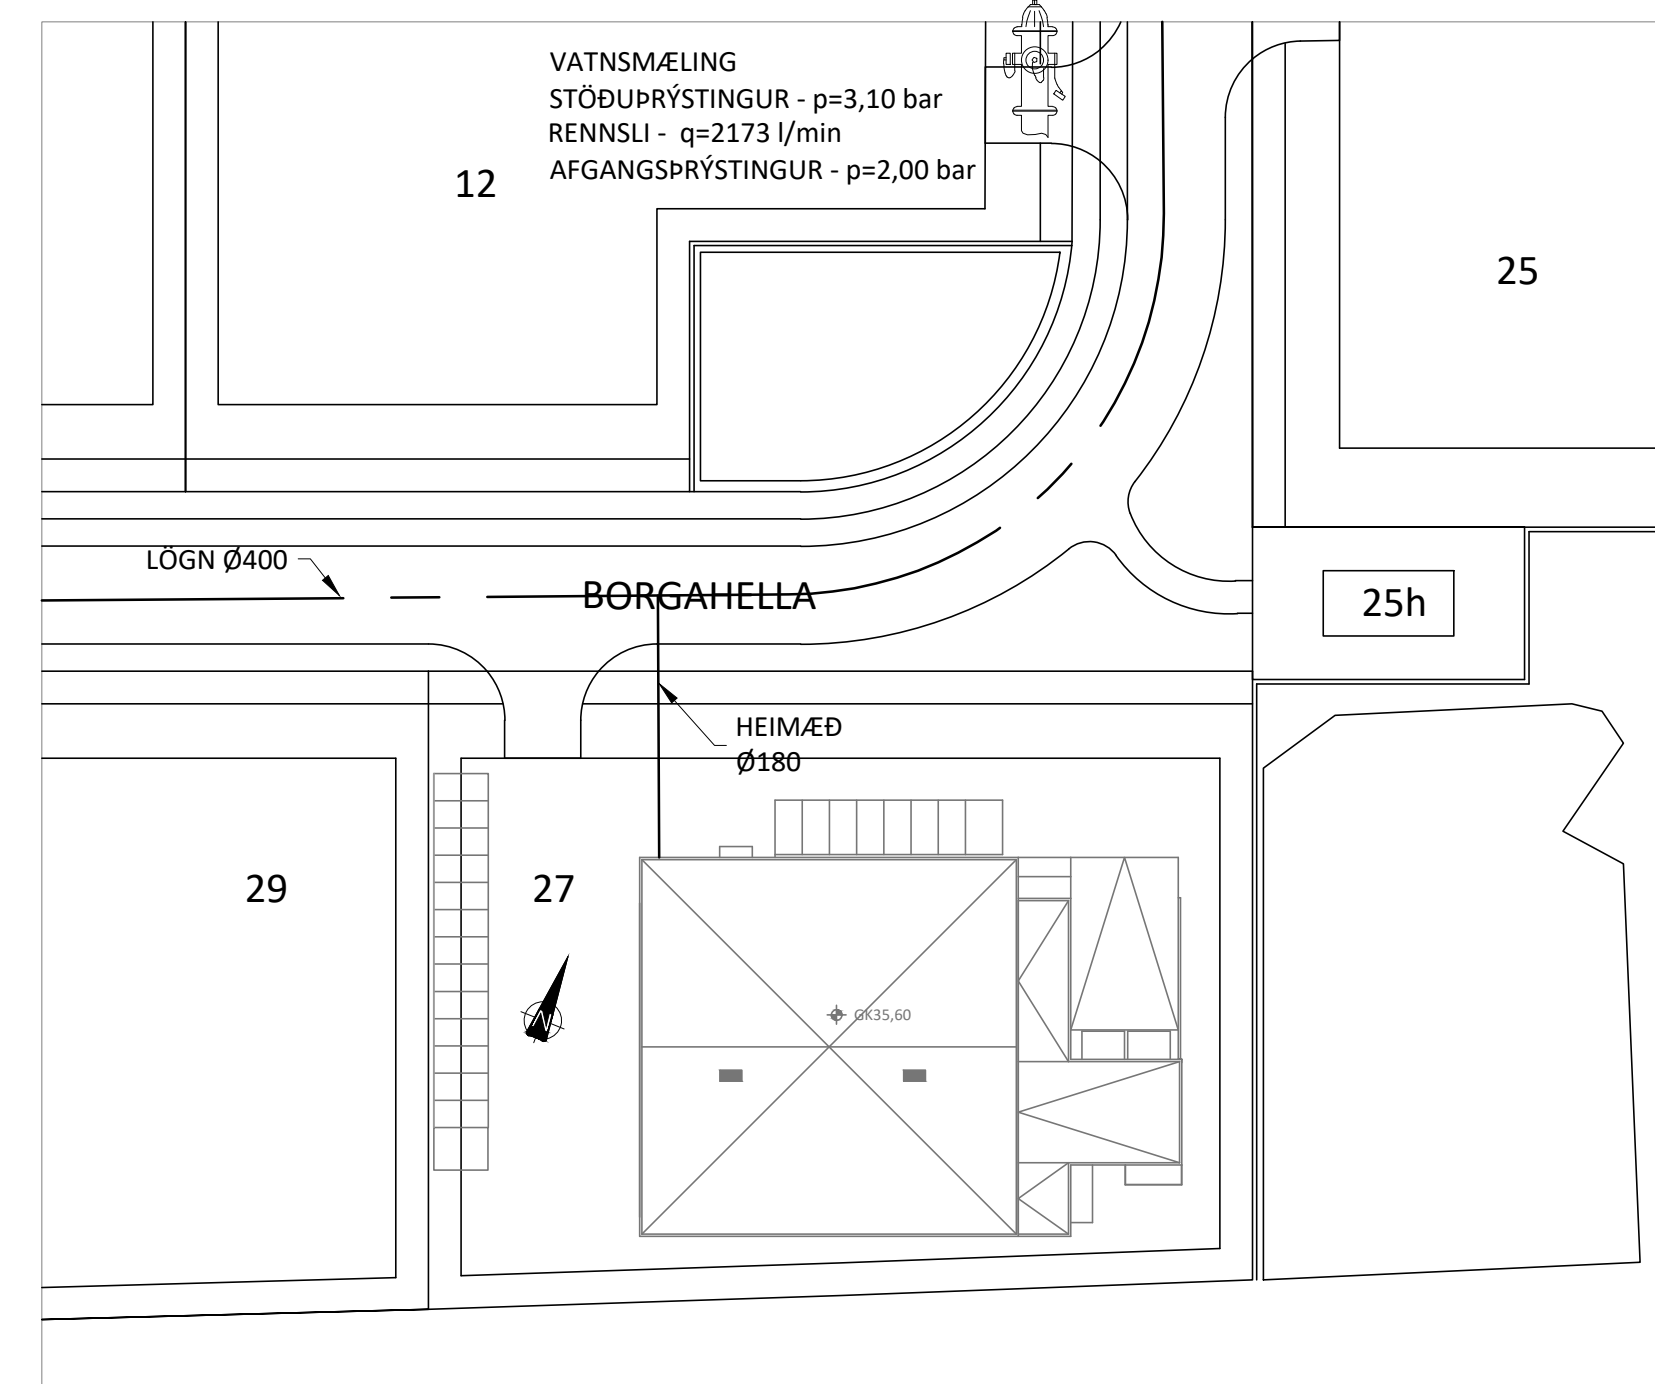 VATNSMÆLING
STÖÐUÞRÝSTINGUR - p=3,10 bar
RENNSLI - q=2173 l/min
AFGANGSÞRÝSTINGUR - p=2,00 bar
12
25
LÖGN Ø400
BORGAHELLA
25h
HEIMÆÐ
Ø180
29
27
N
GK35,60